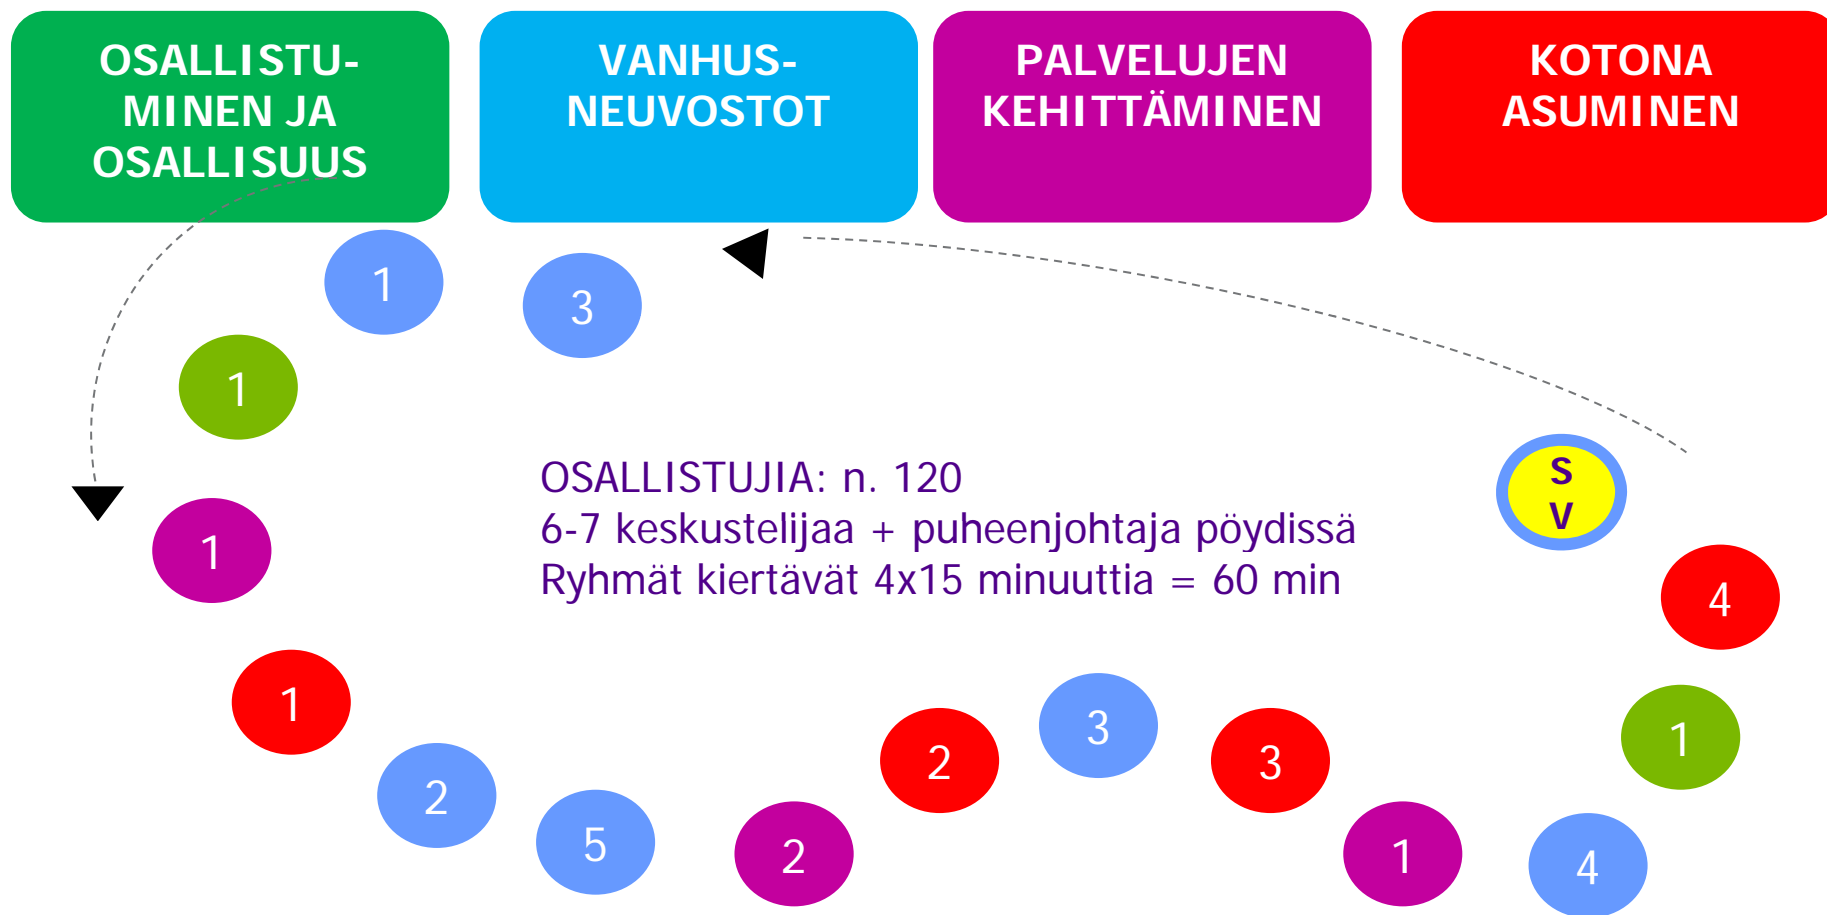 OSALLISTU-
MINEN JA
OSALLISUUS
VANHUS-
NEUVOSTOT
PALVELUJEN
KEHITTÄMINEN
KOTONA
ASUMINEN
1
3
1
OSALLISTUJIA: n. 120
6-7 keskustelijaa + puheenjohtaja pöydissä
Ryhmät kiertävät 4x15 minuuttia = 60 min
S
V
1
4
1
2
3
3
1
2
5
2
1
4